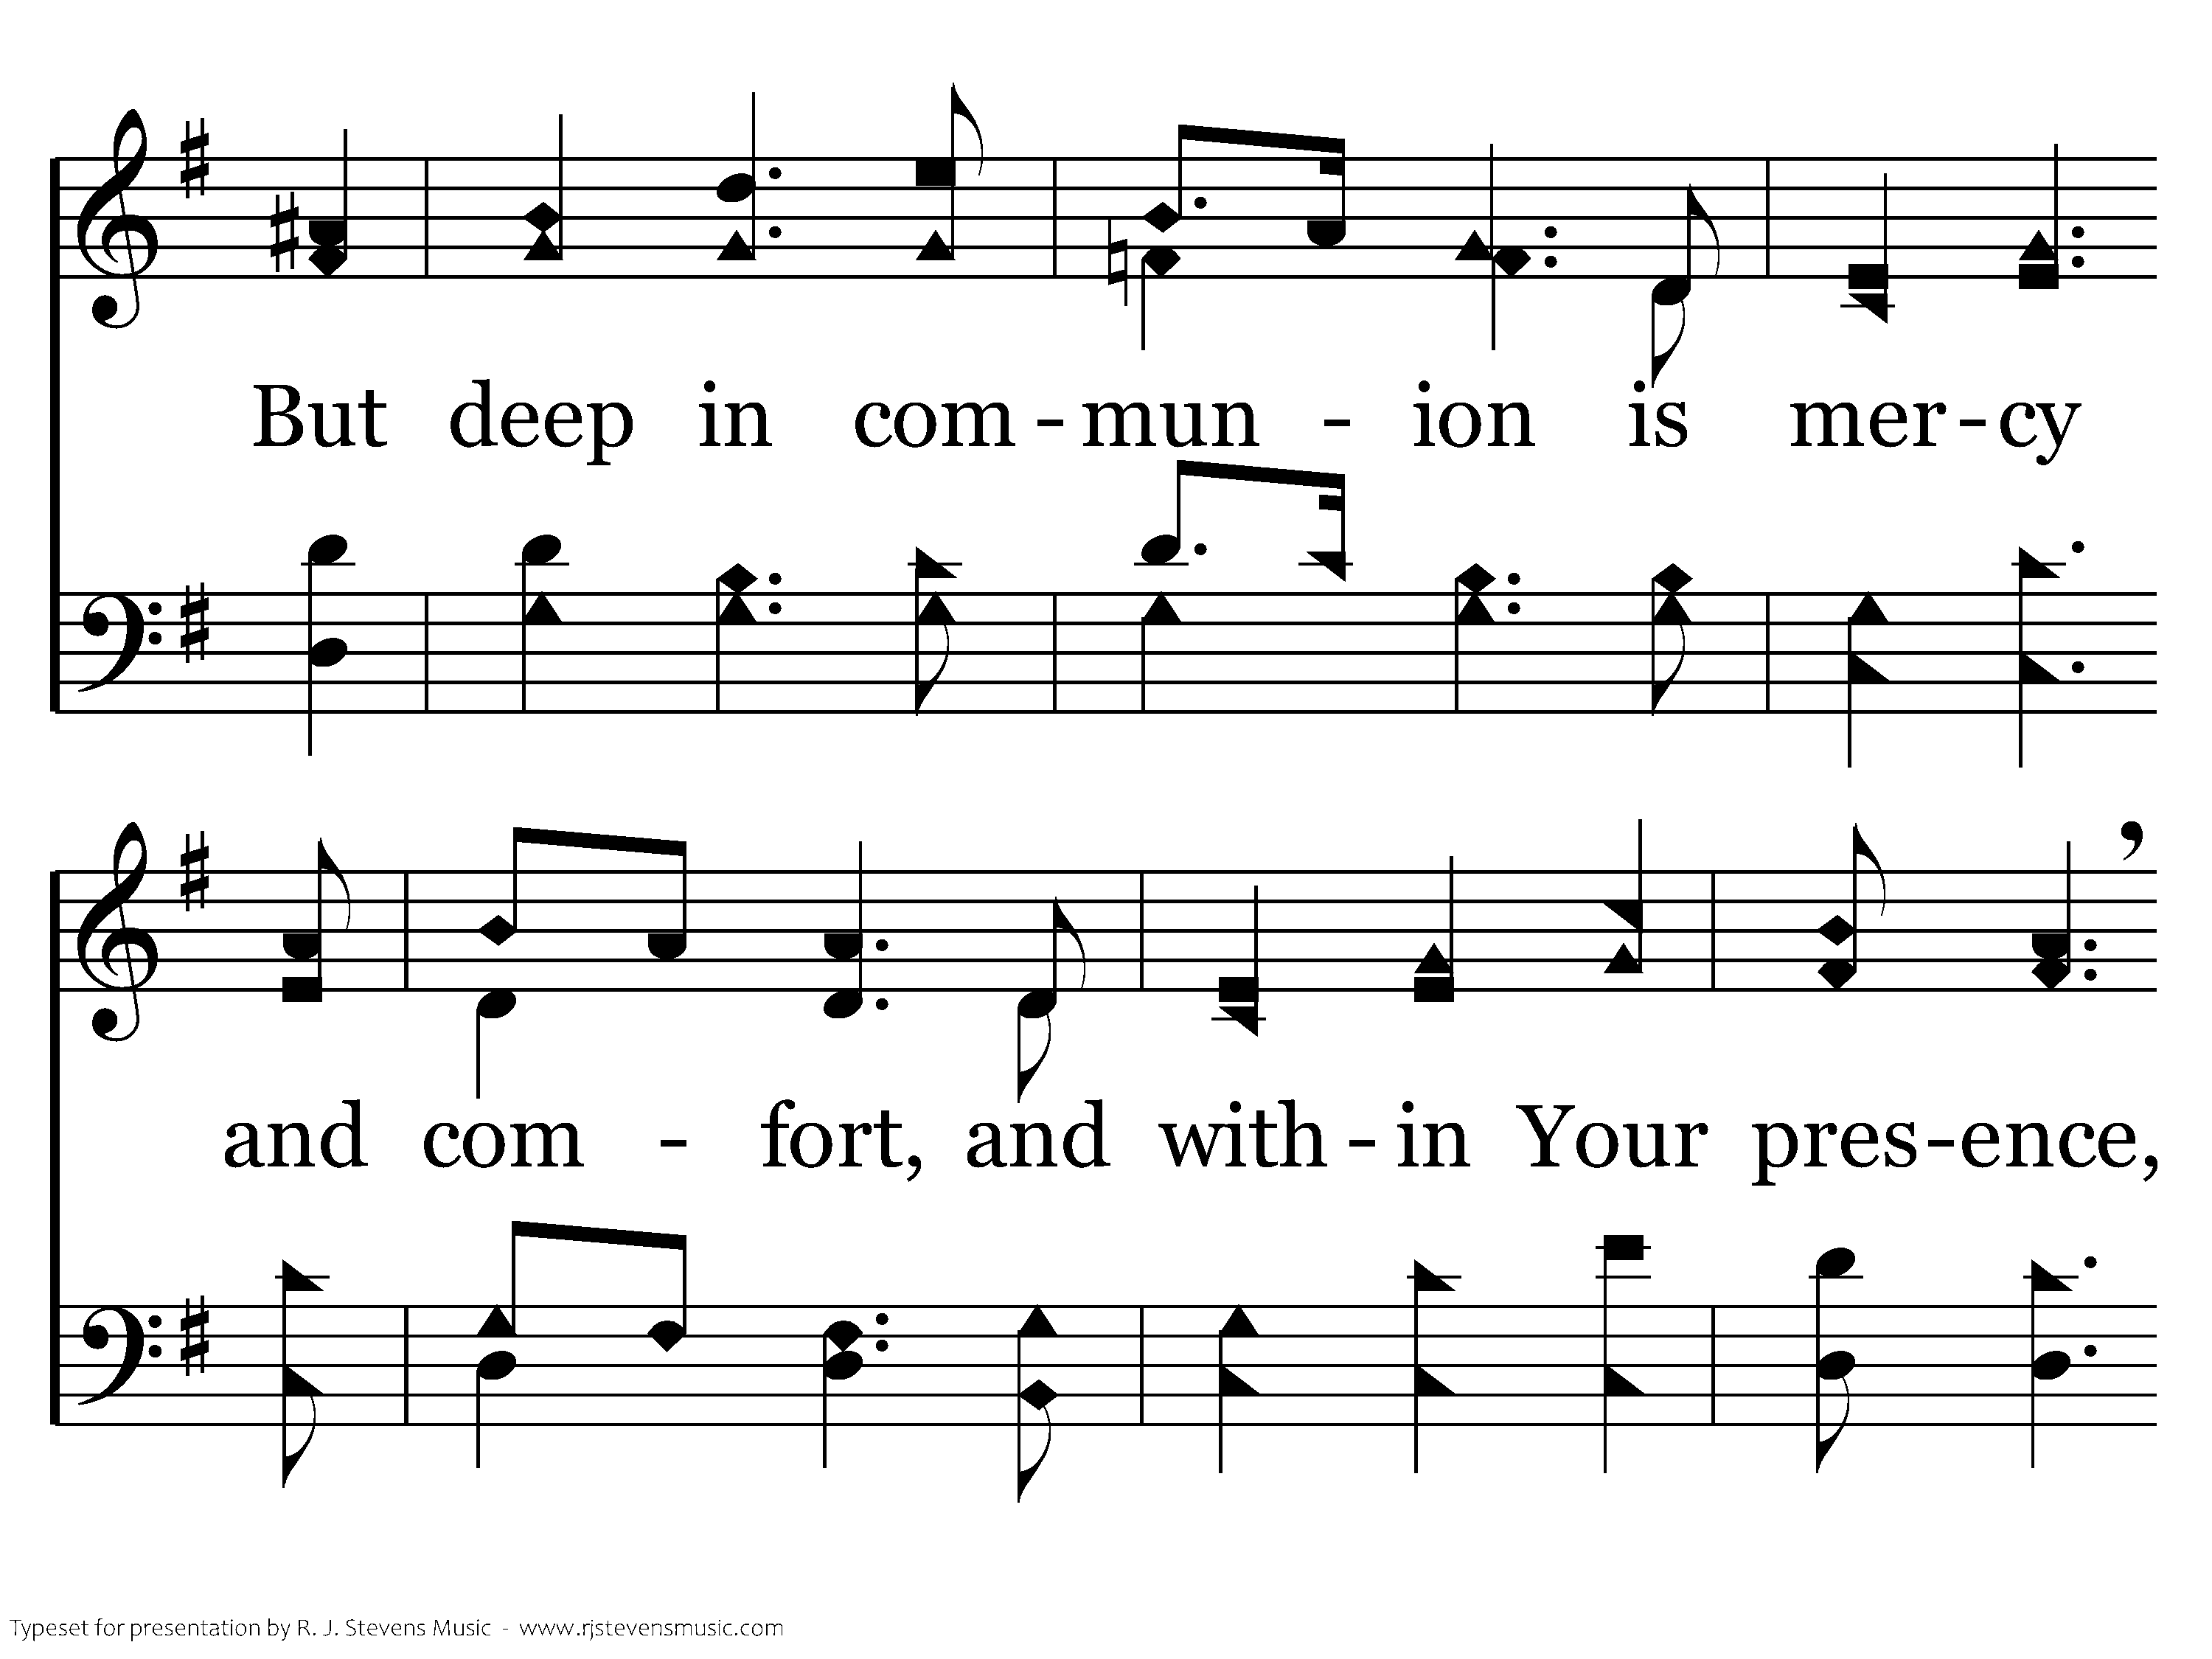 But deep in com - mun - ion is mer - cy
and com - fort, and with - in Your pres - ence,
Typeset for presentation by R. J. Stevens Music - www.rjstevensmusic.com